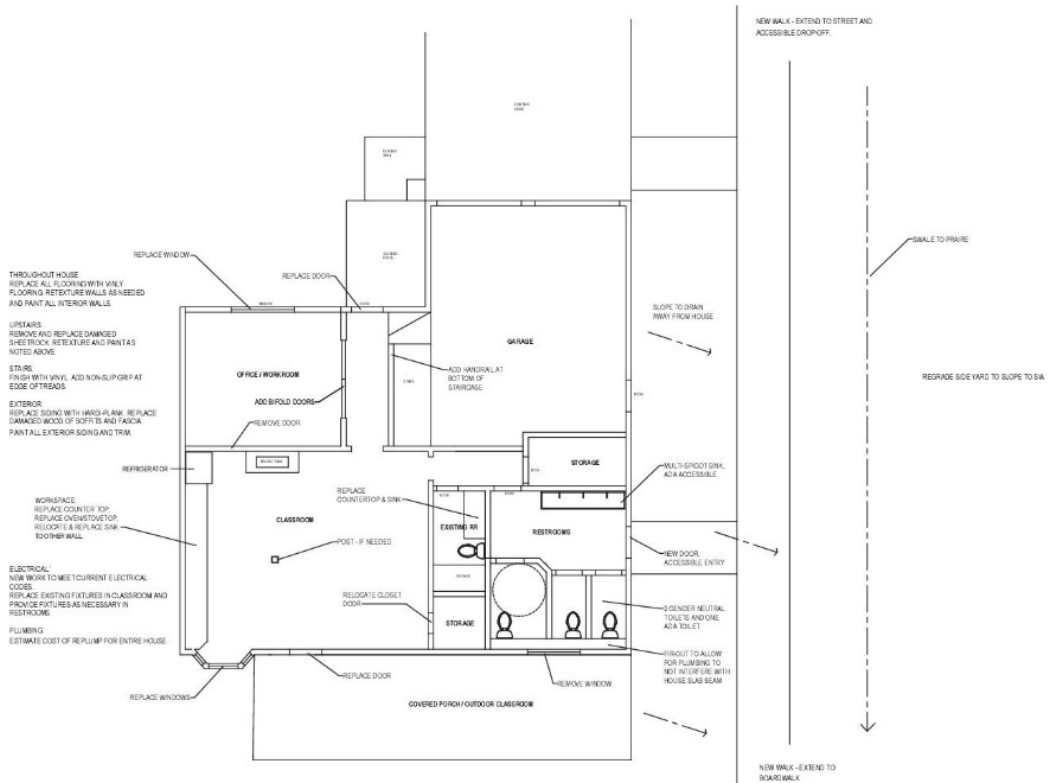 NEW WALK - EXTEND TO STREET AND
ACCESSIBLE DROP-OFF.
SWALE TO PRAIRE
REPLACE WINDOW
REPLACE DOOR
THROUGHOUT HOUSE:
REPLACE ALL FLOORING WITH VINLY
FLOORING. RETEXTURE WALLS AS NEEDED
AND PAINT ALL INTERIOR WALLS.
UPSTAIRS:
REMOVE AND REPLACE DAMAGED
SHEETROCK. RETEXTURE AND PAINT AS
NOTED ABOVE.
STAIRS:
FINISH WITH VINYL. ADD NON-SLIP GRIP AT
EDGE OF TREADS.
EXTERIOR:
REPLACE SIDING WITH HARDI-PLANK. REPLACE
DAMAGED WOOD OF SOFFITS AND FASCIA.
PAINT ALL EXTERIOR SIDING AND TRIM.
SLOPE TO DRAIN
AWAY FROM HOUSE
GARAGE
OFFICE / WORKROOM
ADD HANDRAIL AT
BOTTOM OF
STAIRCASE
REGRADE SIDE YARD TO SLOPE TO SW
ADD BIFOLD DOORS
REMOVE DOOR
REFRIGERATOR
STORAGE
MULTI-SPIGOT SINK,
ADA ACCESSIBLE
WORKSPACE:
REPLACE COUNTER TOP,
REPLACE OVEN/STOVETOP,
RELOCATE & REPLACE SINK
TO OTHER WALL.
REPLACE
COUNTERTOP & SINK
CLASSROOM
EXISTING RR
RESTROOMS
POST - IF NEEDED
NEW DOOR,
ACCESSIBLE ENTRY
ELECTRICAL:
NEW WORK TO MEET CURRENT ELECTRICAL
CODES.
REPLACE EXISTING FIXTURES IN CLASSROOM AND
PROVIDE FIXTURES AS NECESSARY IN
RESTROOMS.
RELOCATE CLOSET
DOOR
STORAGE
2 GENDER NEUTRAL
TOILETS AND ONE
ADA TOILET
PLUMBING:
ESTIMATE COST OF REPLUMP FOR ENTIRE HOUSE
FIR-OUT TO ALLOW
FOR PLUMBING TO
NOT INTERFERE WITH
HOUSE SLAB BEAM
REPLACE DOOR
REMOVE WINDOW
REPLACE WINDOWS
COVERED PORCH / OUTDOOR CLASSROOM
NEW WALK - EXTEND TO
BOARDWALK